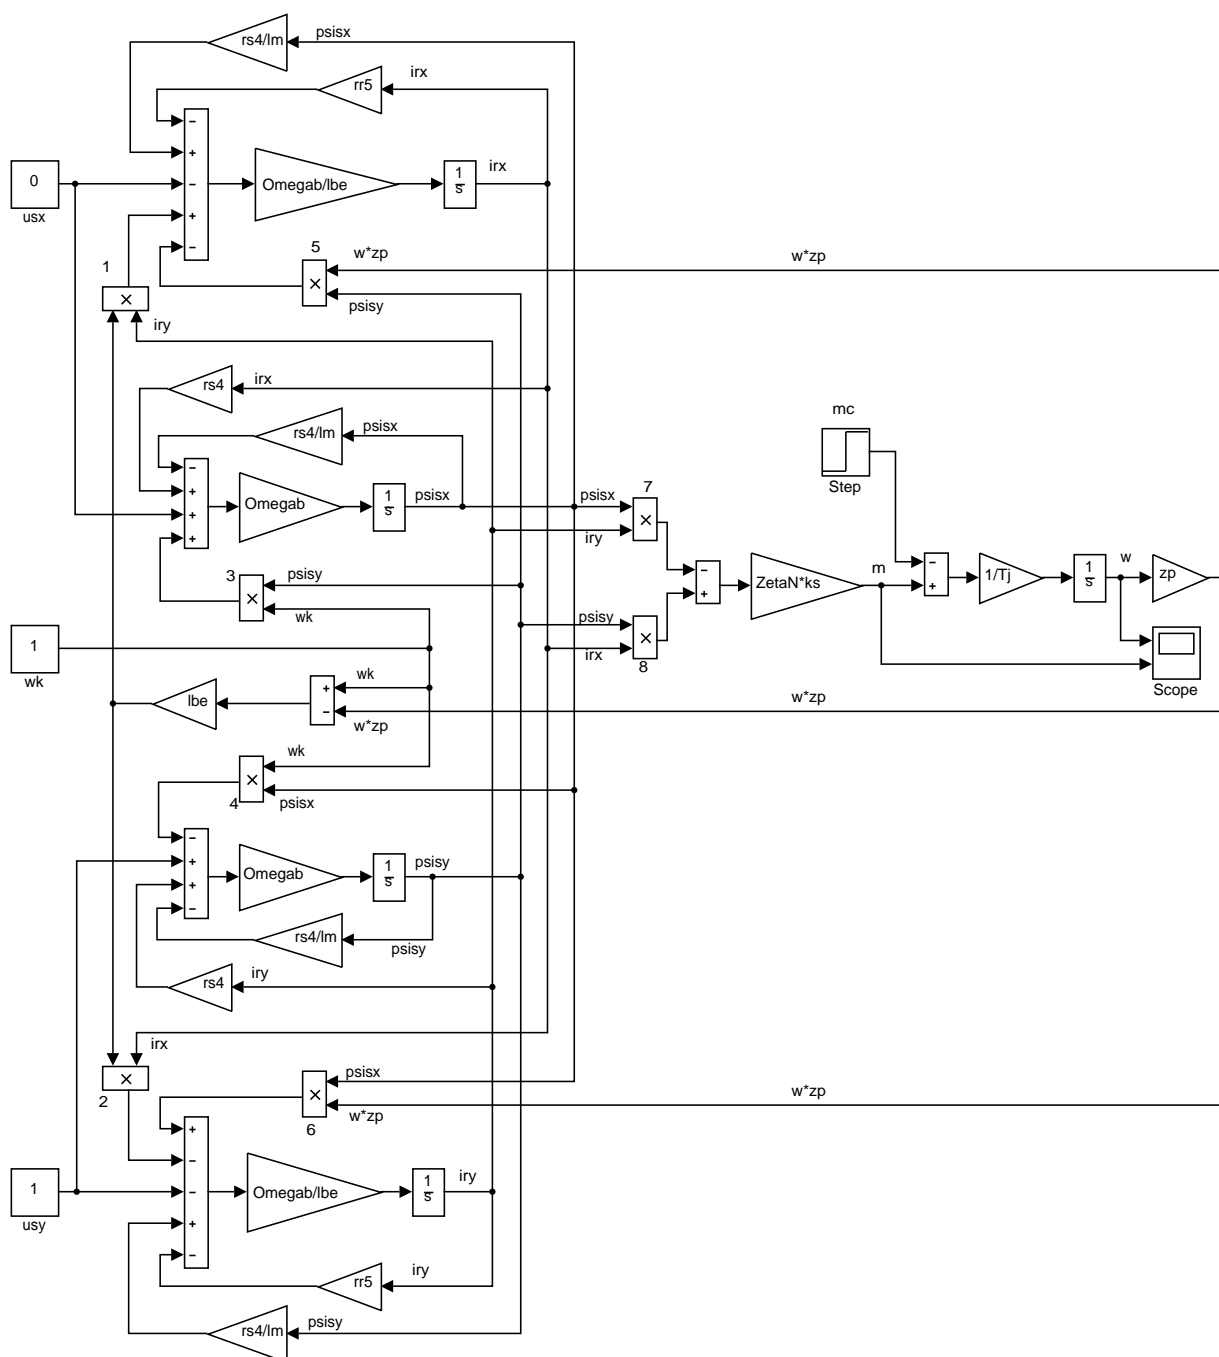 rs4/lm psisx
rr5 irx
−
+
−
+
−
0
usx
Omegab/lbe
1
s
irx
5
w*zp
w*zp
×
psisy
1
×
iry
rs4 irx
rs4/lm psisx
−
+
+
+
Omegab
1
s
psisx
psisx
7
×
iry
mc
Step
3
psisy
×
wk
−
+
ZetaN*ks
m
−
+
1/Tj
1
s
w
zp
psisy
×
irx
8
Scope
1
wk
lbe
+
−
wk
w*zp
w*zp
wk
×
4
psisx
−
+
+
−
Omegab
1
s
psisy
rs4/lm
psisy
rs4
iry
irx
×
2
psisx
×
w*zp
6
w*zp
+
−
−
+
−
1
usy
Omegab/lbe
1
s
iry
rr5 iry
rs4/lm psisy